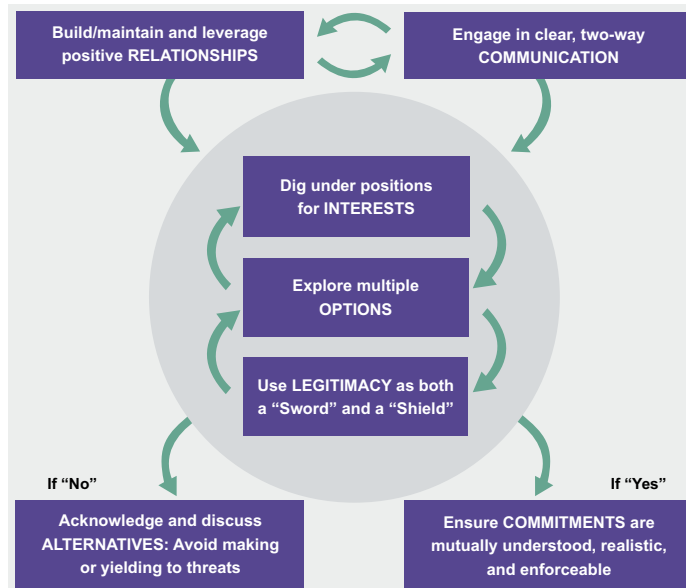 Build/maintain and leverage
positive RELATIONSHIPS
Engage in clear, two-way
COMMUNICATION
Dig under positions
for INTERESTS
Explore multiple
OPTIONS
Use LEGITIMACY as both
a “Sword” and a “Shield”
If “No”
If “Yes”
Acknowledge and discuss
ALTERNATIVES: Avoid making
or yielding to threats
Ensure COMMITMENTS are
mutually understood, realistic,
and enforceable